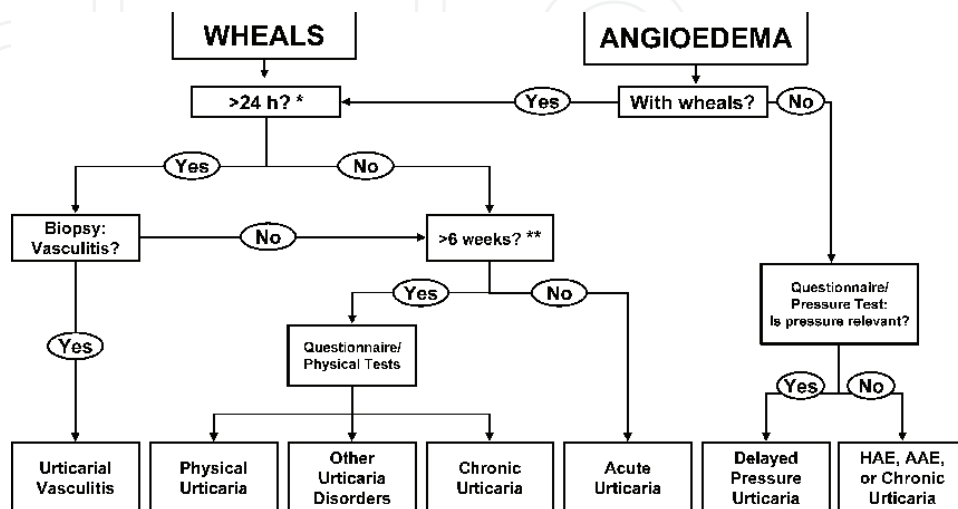 WHEALS
ANGIOEDEMA
>24 h? *
Yes
With wheals?
No
Yes
No
Biopsy:
Vasculitis?
No
>6 weeks? **
Yes
No
Questionnaire/
Pressure Test:
Is pressure relevant?
Yes
Questionnaire/
Physical Tests
Yes
No
Urticarial
Vasculitis
Physical
Urticaria
Other
Urticaria
Disorders
Chronic
Urticaria
Acute
Urticaria
Delayed
Pressure
Urticaria
HAE, AAE,
or Chronic
Urticaria